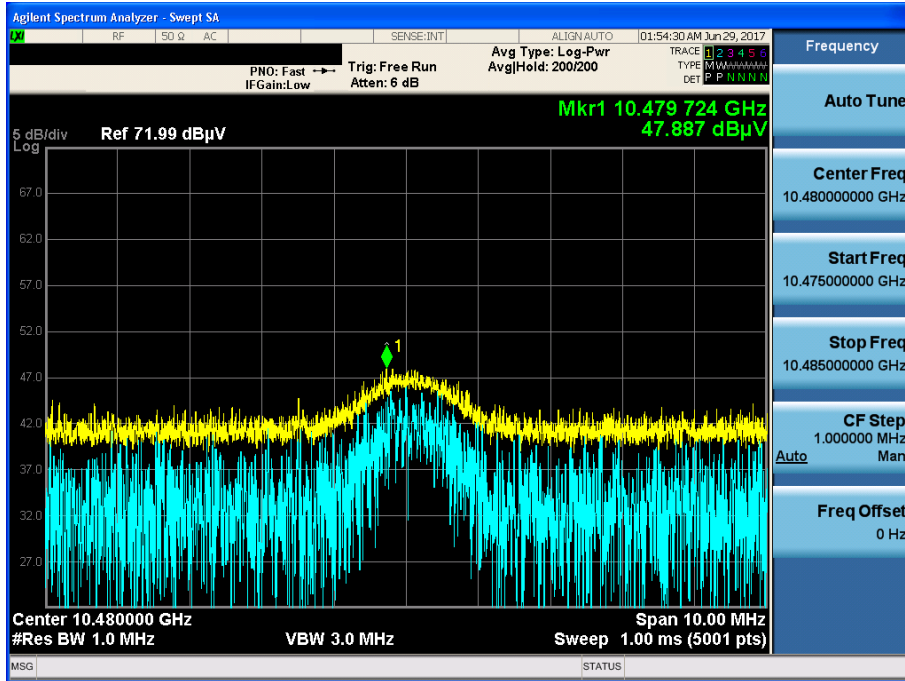 Agilent Spectrum Analyzer - Swept SA
LXI RF 50 Ω AC SENSE:INT ALIGN AUTO 01:54:30 AM Jun 29, 2017
PNO: Fast Trig: Free Run Avg Type: Log-Pwr TRACE 1 2 3 4 5 6
IFGain:Low Atten: 6 dB Avg|Hold: 200/200 TYPE M W W W W W
DET P P N N N N
Mkr1 10.479 724 GHz
47.887 dBµV
5 dB/div Ref 71.99 dBµV
Log
67.0
62.0
57.0
52.0
1
47.0
42.0
37.0
32.0
27.0
Center 10.480000 GHz Span 10.00 MHz
#Res BW 1.0 MHz VBW 3.0 MHz Sweep 1.00 ms (5001 pts)
MSG STATUS
Frequency
Auto Tune
Center Freq
10.480000000 GHz
Start Freq
10.475000000 GHz
Stop Freq
10.485000000 GHz
CF Step
1.000000 MHz
Auto Man
Freq Offset
0 Hz